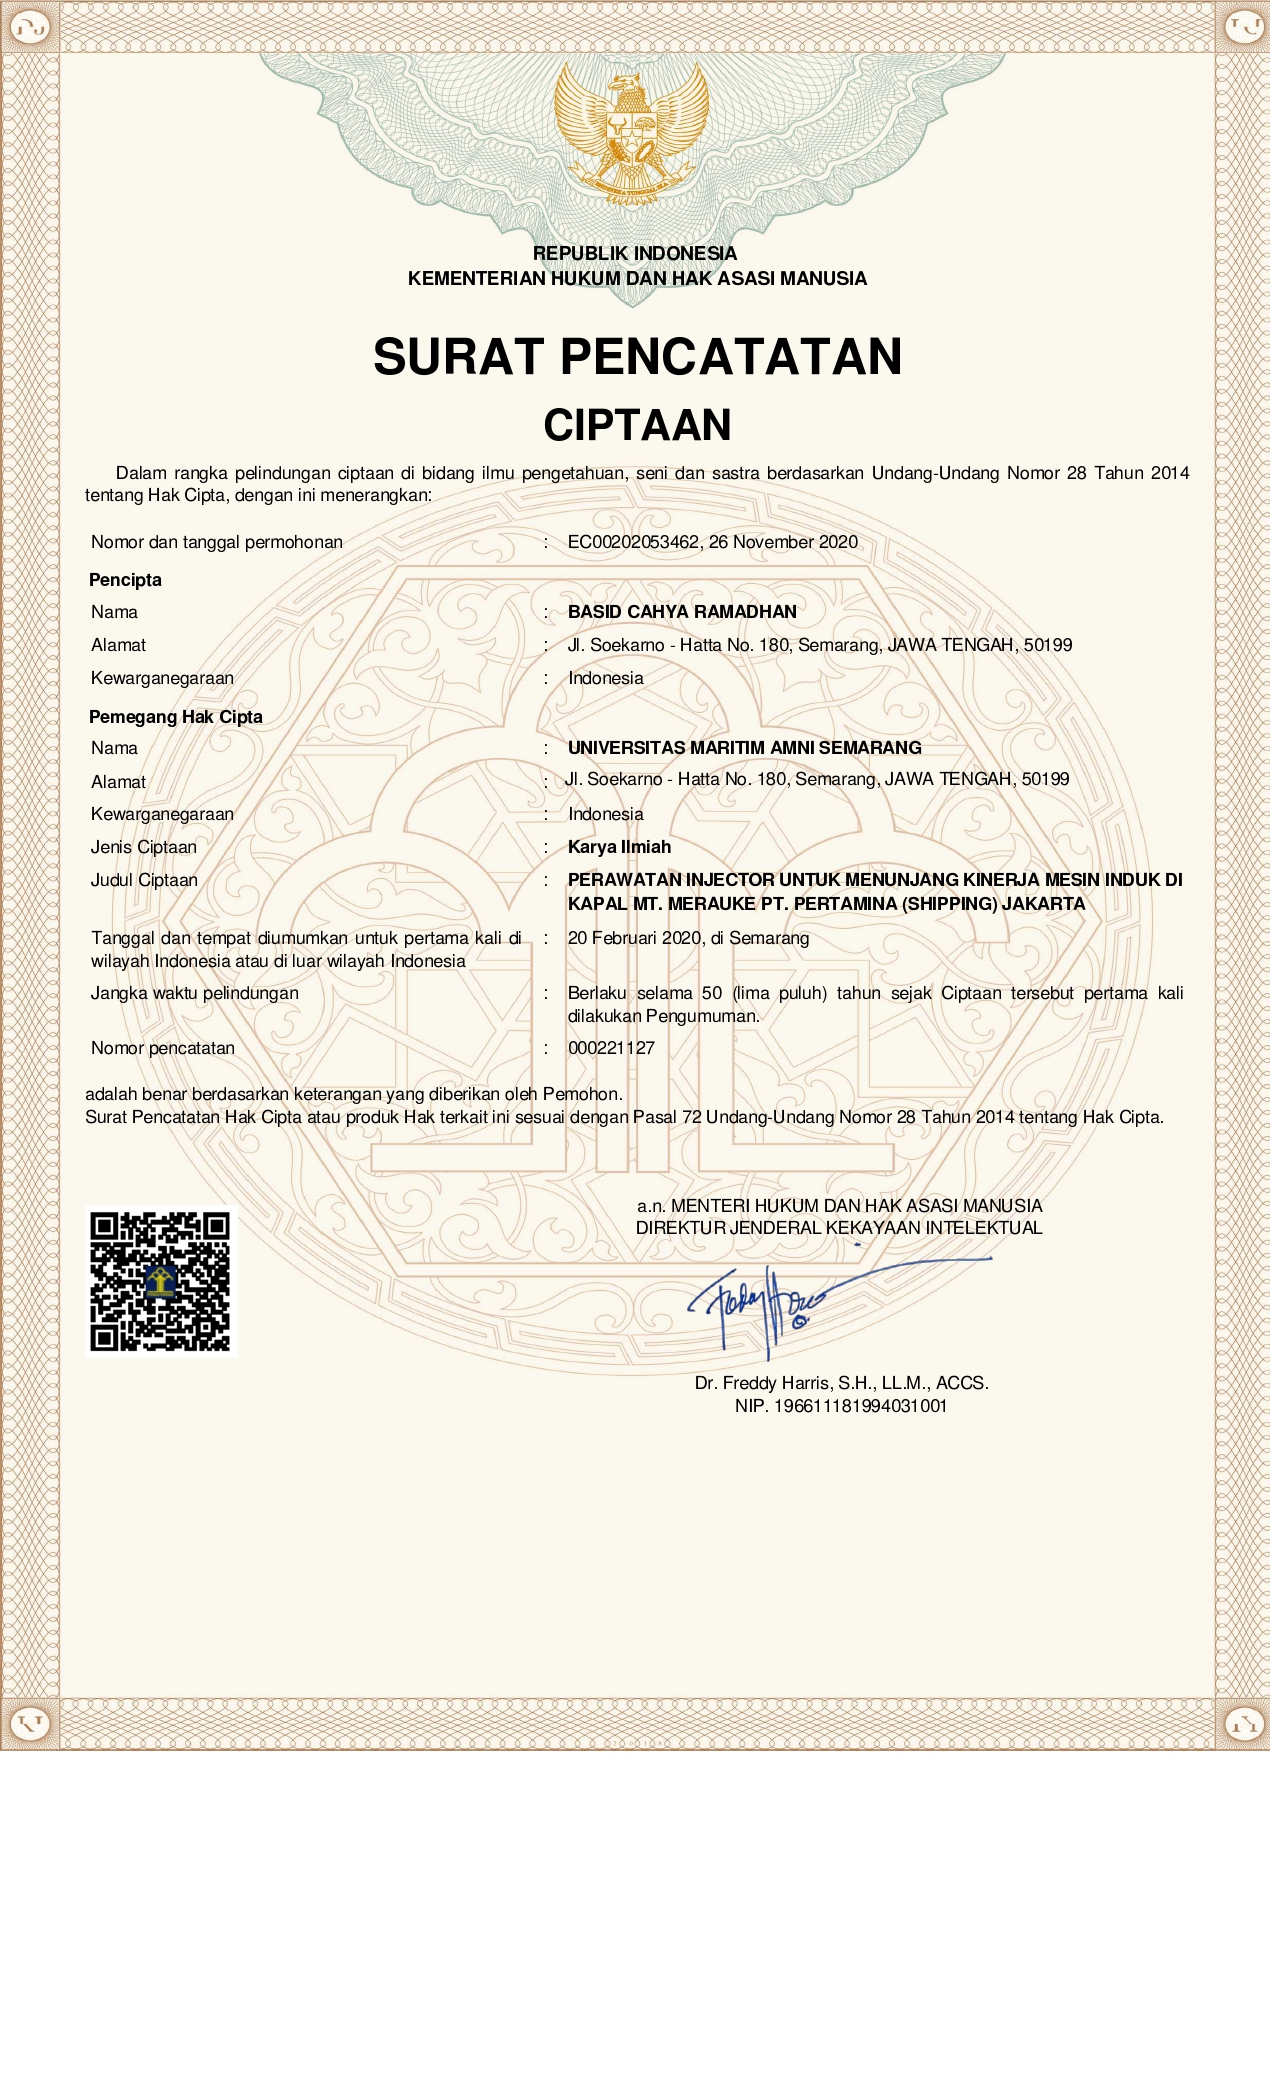 REPUBLIK INDONESIA
KEMENTERIAN HUKUM DAN HAK ASASI MANUSIA
SURAT PENCATATAN
CIPTAAN
Dalam rangka pelindungan ciptaan di bidang ilmu pengetahuan, seni dan sastra berdasarkan Undang-Undang Nomor 28 Tahun 2014
tentang Hak Cipta, dengan ini menerangkan:
Nomor dan tanggal permohonan : EC00202053462, 26 November 2020
Pencipta
Nama : BASID CAHYA RAMADHAN
Alamat : Jl. Soekarno - Hatta No. 180, Semarang, JAWA TENGAH, 50199
Kewarganegaraan : Indonesia
Pemegang Hak Cipta
Nama : UNIVERSITAS MARITIM AMNI SEMARANG
Alamat : Jl. Soekarno - Hatta No. 180, Semarang, JAWA TENGAH, 50199
Kewarganegaraan : Indonesia
Jenis Ciptaan : Karya Ilmiah
Judul Ciptaan : PERAWATAN INJECTOR UNTUK MENUNJANG KINERJA MESIN INDUK DI
KAPAL MT. MERAUKE PT. PERTAMINA (SHIPPING) JAKARTA
Tanggal dan tempat diumumkan untuk pertama kali di : 20 Februari 2020, di Semarang
wilayah Indonesia atau di luar wilayah Indonesia
Jangka waktu pelindungan : Berlaku selama 50 (lima puluh) tahun sejak Ciptaan tersebut pertama kali
dilakukan Pengumuman.
Nomor pencatatan : 000221127
adalah benar berdasarkan keterangan yang diberikan oleh Pemohon.
Surat Pencatatan Hak Cipta atau produk Hak terkait ini sesuai dengan Pasal 72 Undang-Undang Nomor 28 Tahun 2014 tentang Hak Cipta.
a.n. MENTERI HUKUM DAN HAK ASASI MANUSIA
DIREKTUR JENDERAL KEKAYAAN INTELEKTUAL
Dr. Freddy Harris, S.H., LL.M., ACCS.
NIP. 196611181994031001